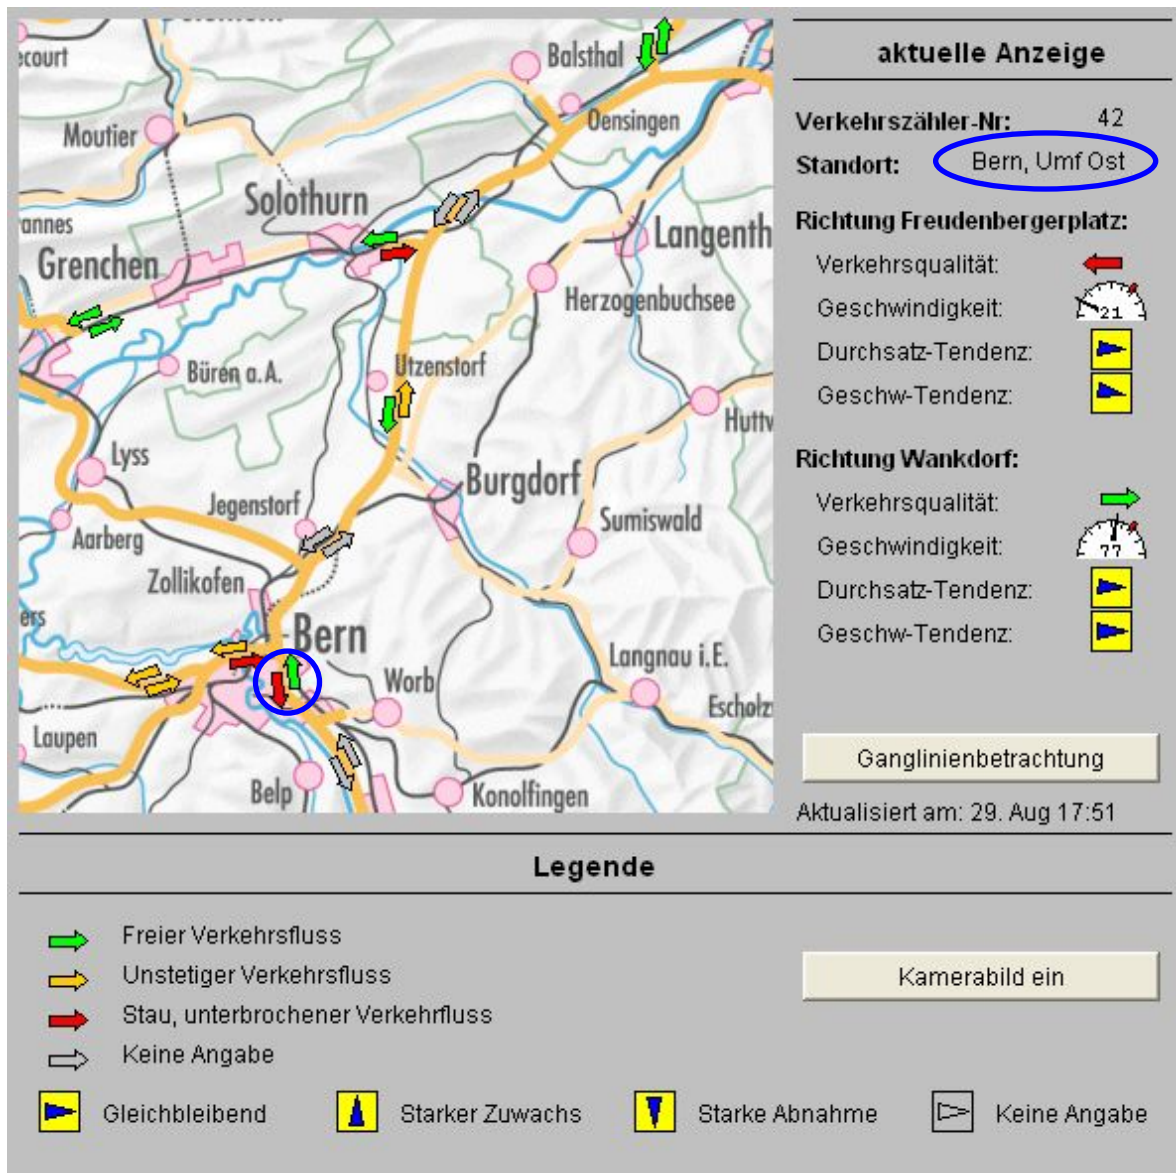 ecourt
Balsthal
Oensingen
Moutier
Solothurn
annes
Langenth
Grenchen
Herzogenbuchsee
Büren a.A.
Utzenstorf
Huttw
Lyss
Burgdorf
Jegenstorf
Sumiswald
Aarberg
Zollikofen
ers
Bern
Worb
Langnau i.E.
Escholz
Laupen
Belp
Konolfingen
aktuelle Anzeige
Verkehrszähler-Nr: 42
Standort: Bern, Umf Ost
Richtung Freudenbergerplatz:
Verkehrsqualität:
Geschwindigkeit: 21
Durchsatz-Tendenz:
Geschw-Tendenz:
Richtung Wankdorf:
Verkehrsqualität:
Geschwindigkeit: 77
Durchsatz-Tendenz:
Geschw-Tendenz:
Ganglinienbetrachtung
Aktualisiert am: 29. Aug 17:51
Legende
Freier Verkehrsfluss
Unstetiger Verkehrsfluss
Stau, unterbrochener Verkehrfluss
Keine Angabe
Kamerabild ein
Gleichbleibend Starker Zuwachs Starke Abnahme Keine Angabe